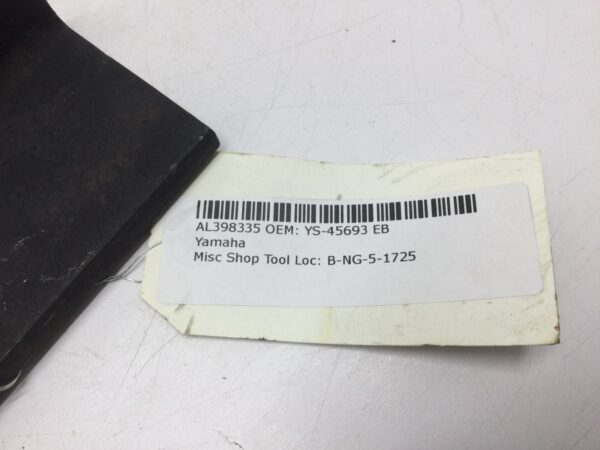 AL398335 OEM: YS-45693 EB
Yamaha
Misc Shop Tool Loc: B-NG-5-1725